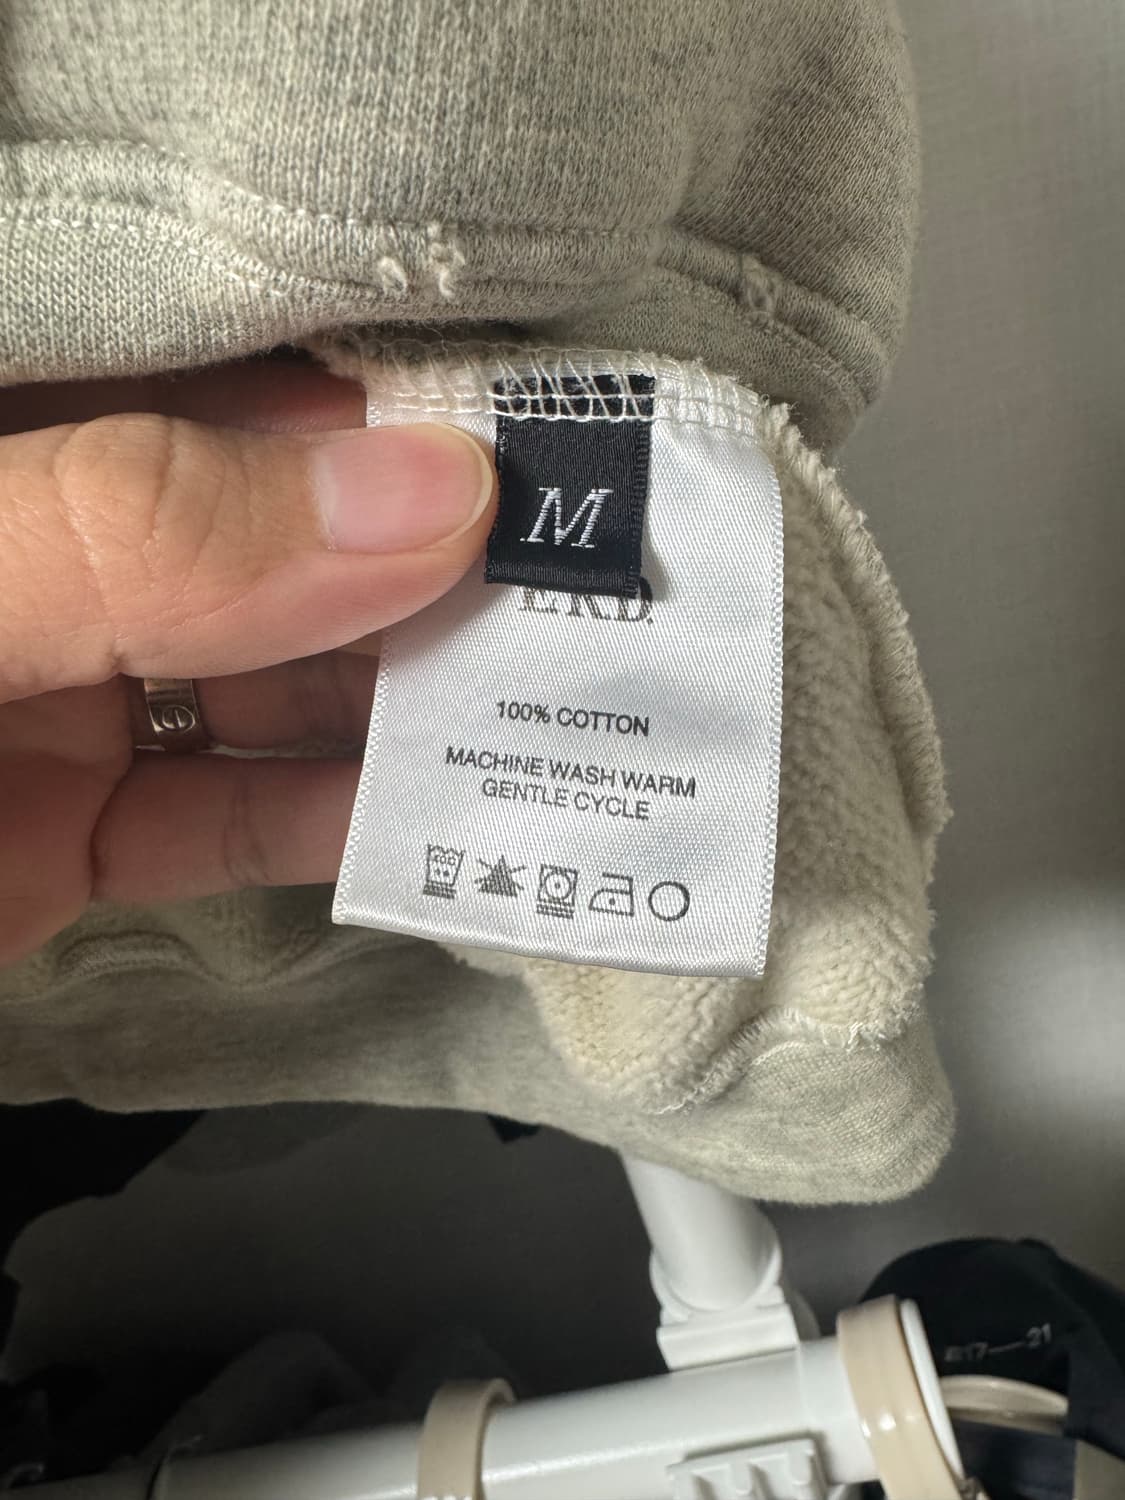 M
E.R.D.
100% COTTON
MACHINE WASH WARM
GENTLE CYCLE